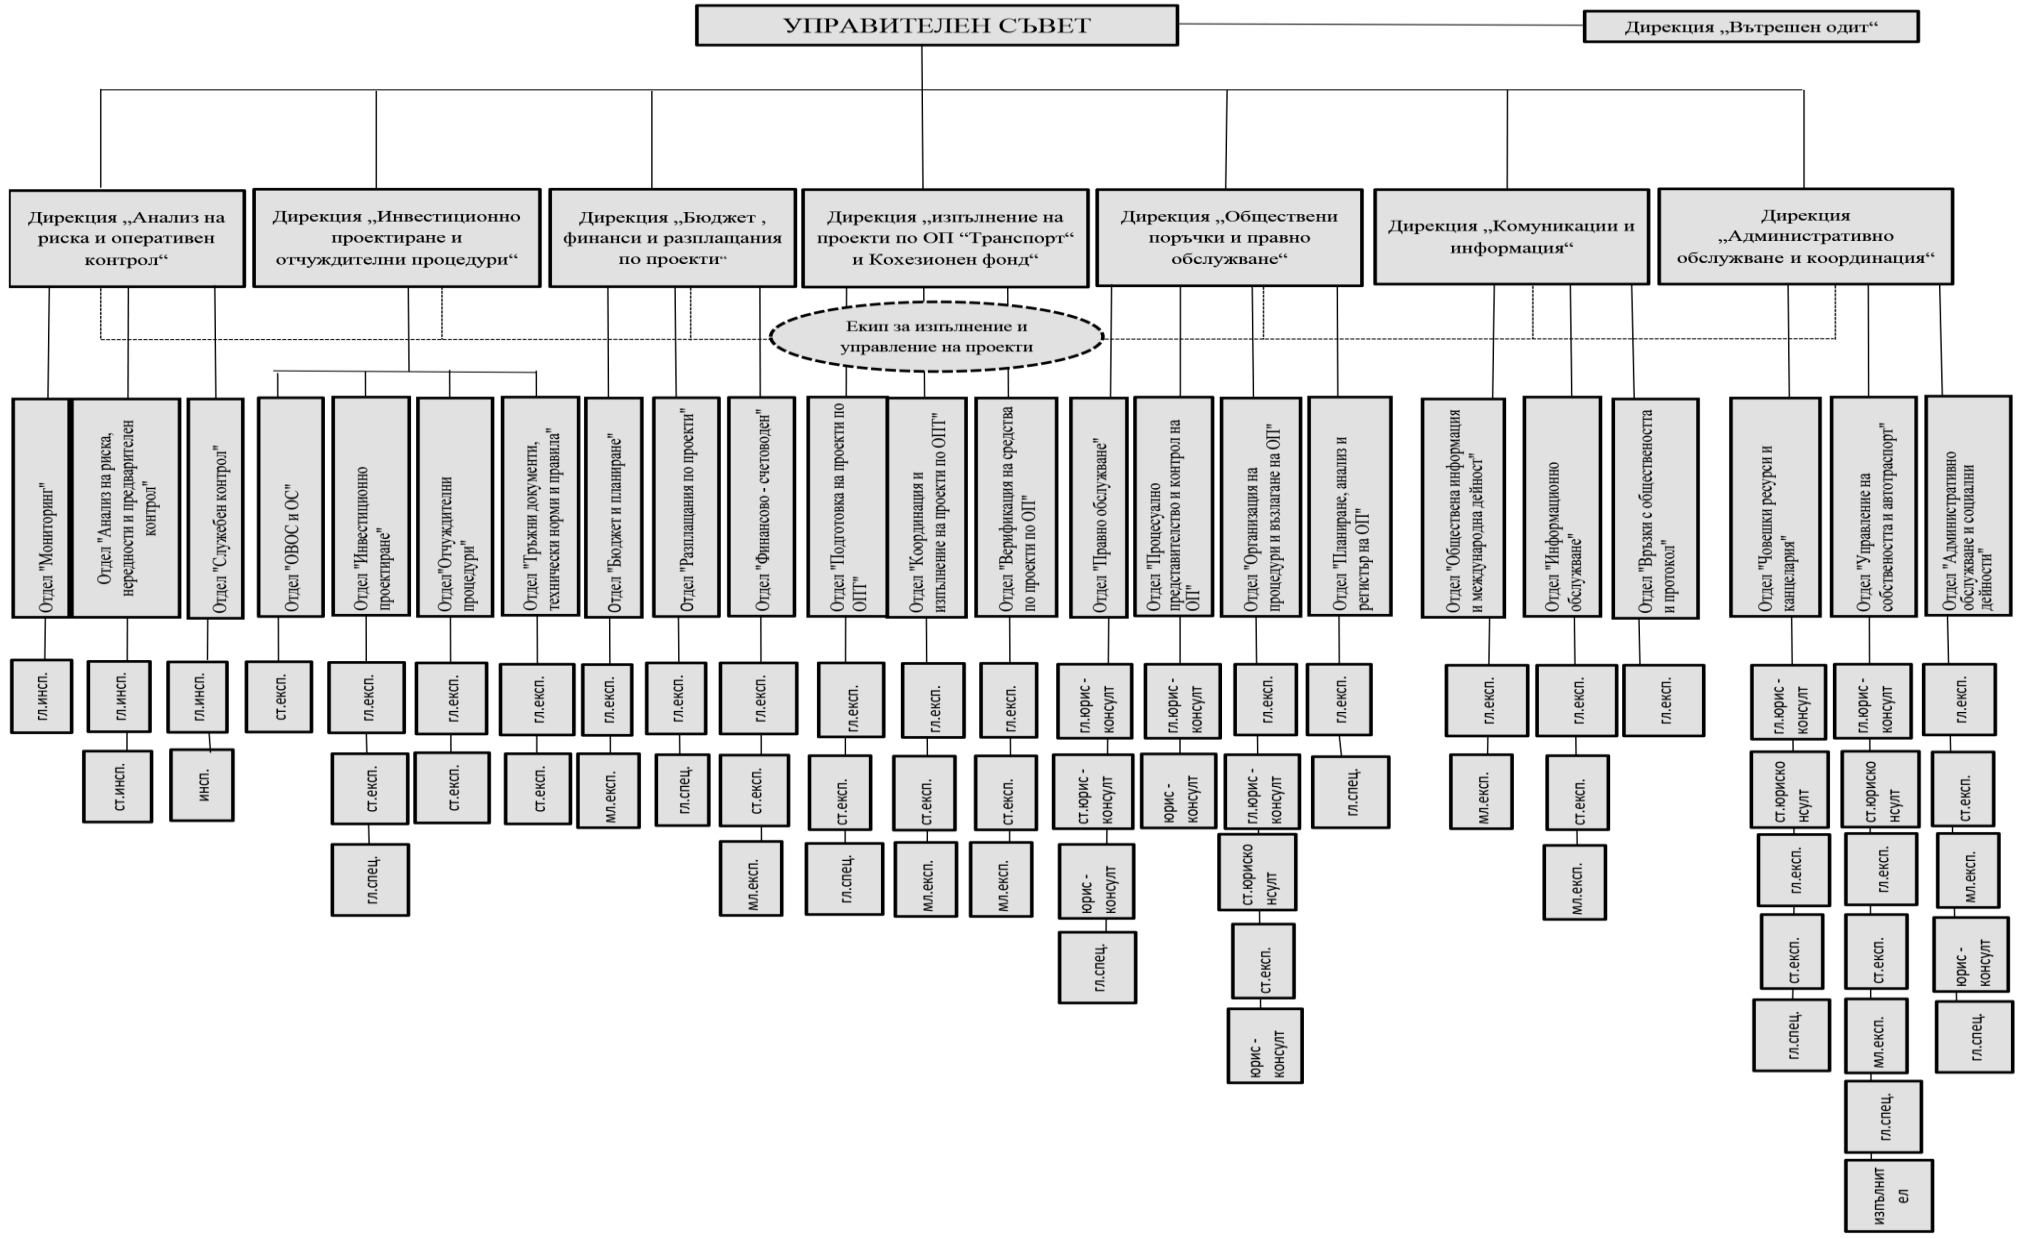 УПРАВИТЕЛЕН СЪВЕТ
Дирекция „Вътрешен одит“
Дирекция „Анализ на
риска и оперативен
контрол“
Дирекция „Инвестиционно
проектиране и
отчуждителни процедури“
Дирекция „Бюджет ,
финанси и разплащания
по проекти“
Дирекция „изпълнение на
проекти по ОП “Транспорт“
и Кохезионен фонд“
Дирекция „Обществени
поръчки и правно
обслужване“
Дирекция „Комуникации и
информация“
Дирекция
„Административно
обслужване и координация“
Екип за изпълнение и
управление на проекти
Отдел "Мониторинг"
Отдел "Анализ на риска,
нередности и предварителен
контрол"
Отдел "Служебен контрол"
Отдел "ОВОС и ОС"
Отдел "Инвестиционно
проектиране"
Отдел"Отчуждителни
процедури"
Отдел "Тръжни документи,
технически норми и правила"
Отдел "Бюджет и планиране"
Отдел "Разплащания по проекти"
Отдел "Финансово - счетоводен"
Отдел "Подготовка на проекти по
ОПТ"
Отдел "Координация и
изпълнение на проекти по ОПТ"
Отдел "Верификация на средства
по проекти по ОП"
Отдел "Правно обслужване"
Отдел "Процесуално
представителство и контрол на
ОП"
Отдел "Организация на
процедури и възлагане на ОП"
Отдел "Планиране, анализ и
регистър на ОП"
Отдел "Обществена информация
и международна дейност"
Отдел "Информационно
обслужване"
Отдел "Връзки с обществеността
и протокол"
Отдел "Човешки ресурси и
канцелария"
Отдел "Управление на
собствеността и автотраспорт"
Отдел "Административно
обслужване и социални
дейности"
гл.инсп.
гл.инсп.
гл.инсп.
ст.експ.
гл.експ.
гл.експ.
гл.експ.
гл.експ.
гл.експ.
гл.експ.
гл.експ.
гл.експ.
гл.експ.
гл.юрис -
консулт
гл.юрис -
консулт
гл.експ.
гл.експ.
гл.експ.
гл.експ.
гл.експ.
гл.юрис -
консулт
гл.юрис -
консулт
гл.експ.
ст.инсп.
инсп.
ст.експ.
ст.експ.
ст.експ.
мл.експ.
гл.спец.
ст.експ.
ст.експ.
ст.експ.
ст.експ.
ст.юрис -
консулт
юрис -
консулт
гл.юрис -
консулт
гл.спец.
мл.експ.
ст.експ.
ст.юриско
нсулт
ст.юриско
нсулт
ст.експ.
гл.спец.
мл.експ.
гл.спец.
мл.експ.
мл.експ.
юрис -
консулт
ст.юриско
нсулт
мл.експ.
гл.експ.
гл.експ.
мл.експ.
гл.спец.
ст.експ.
ст.експ.
ст.експ.
юрис -
консулт
юрис -
консулт
гл.спец.
мл.експ.
гл.спец.
гл.спец.
изпълнит
ел